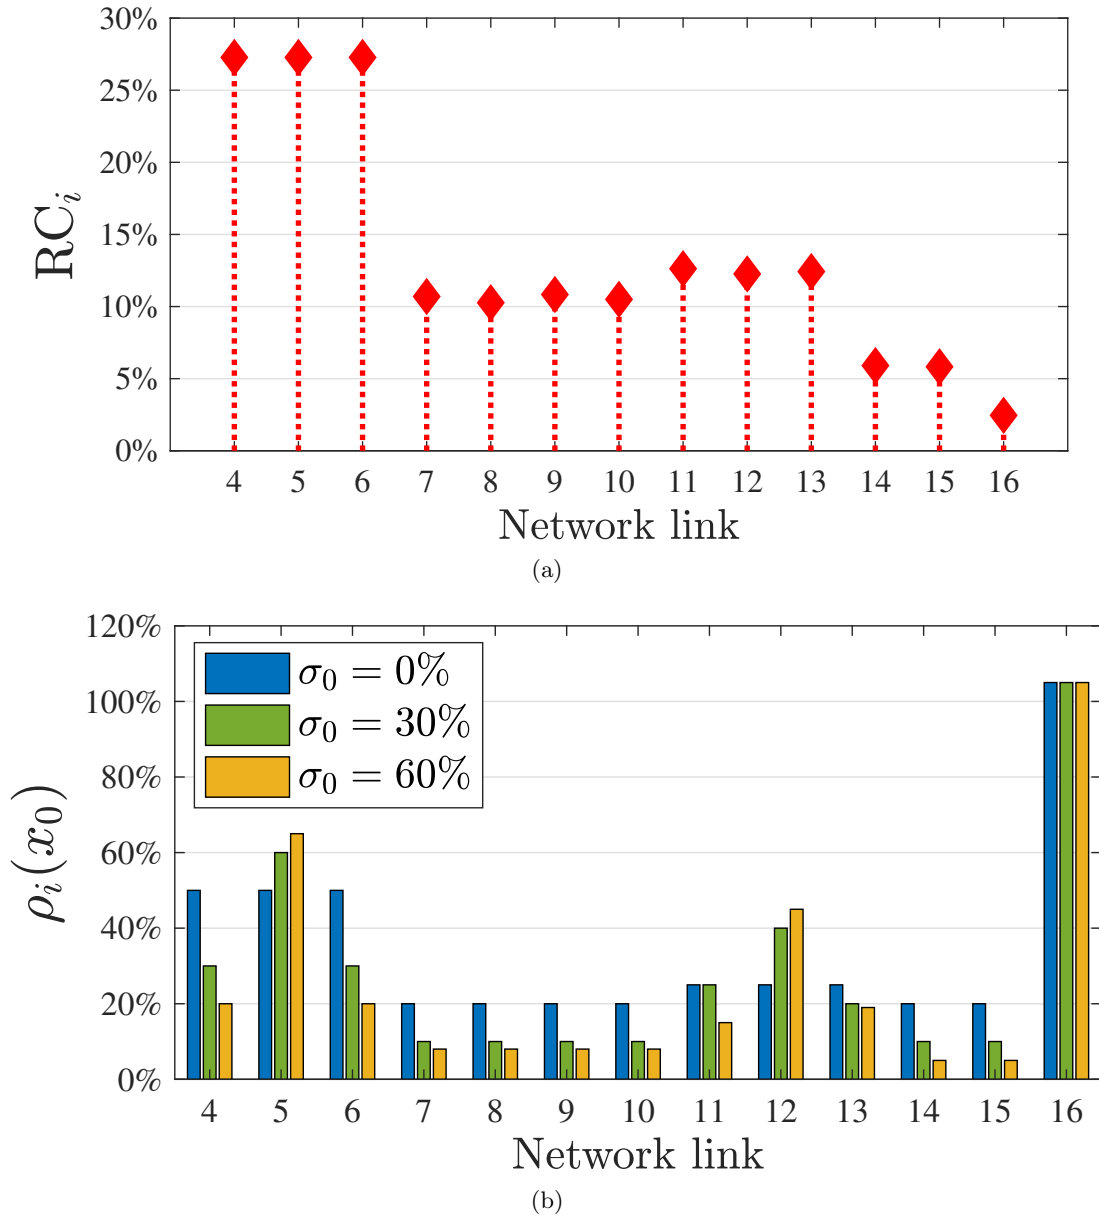 30%
25%
20%
15%
10%
5%
0%
RC_i
4 5 6 7 8 9 10 11 12 13 14 15 16
Network link
(a)
120%
100%
80%
60%
40%
20%
0%
ρ_i(x_0)
σ_0 = 0%
σ_0 = 30%
σ_0 = 60%
4 5 6 7 8 9 10 11 12 13 14 15 16
Network link
(b)